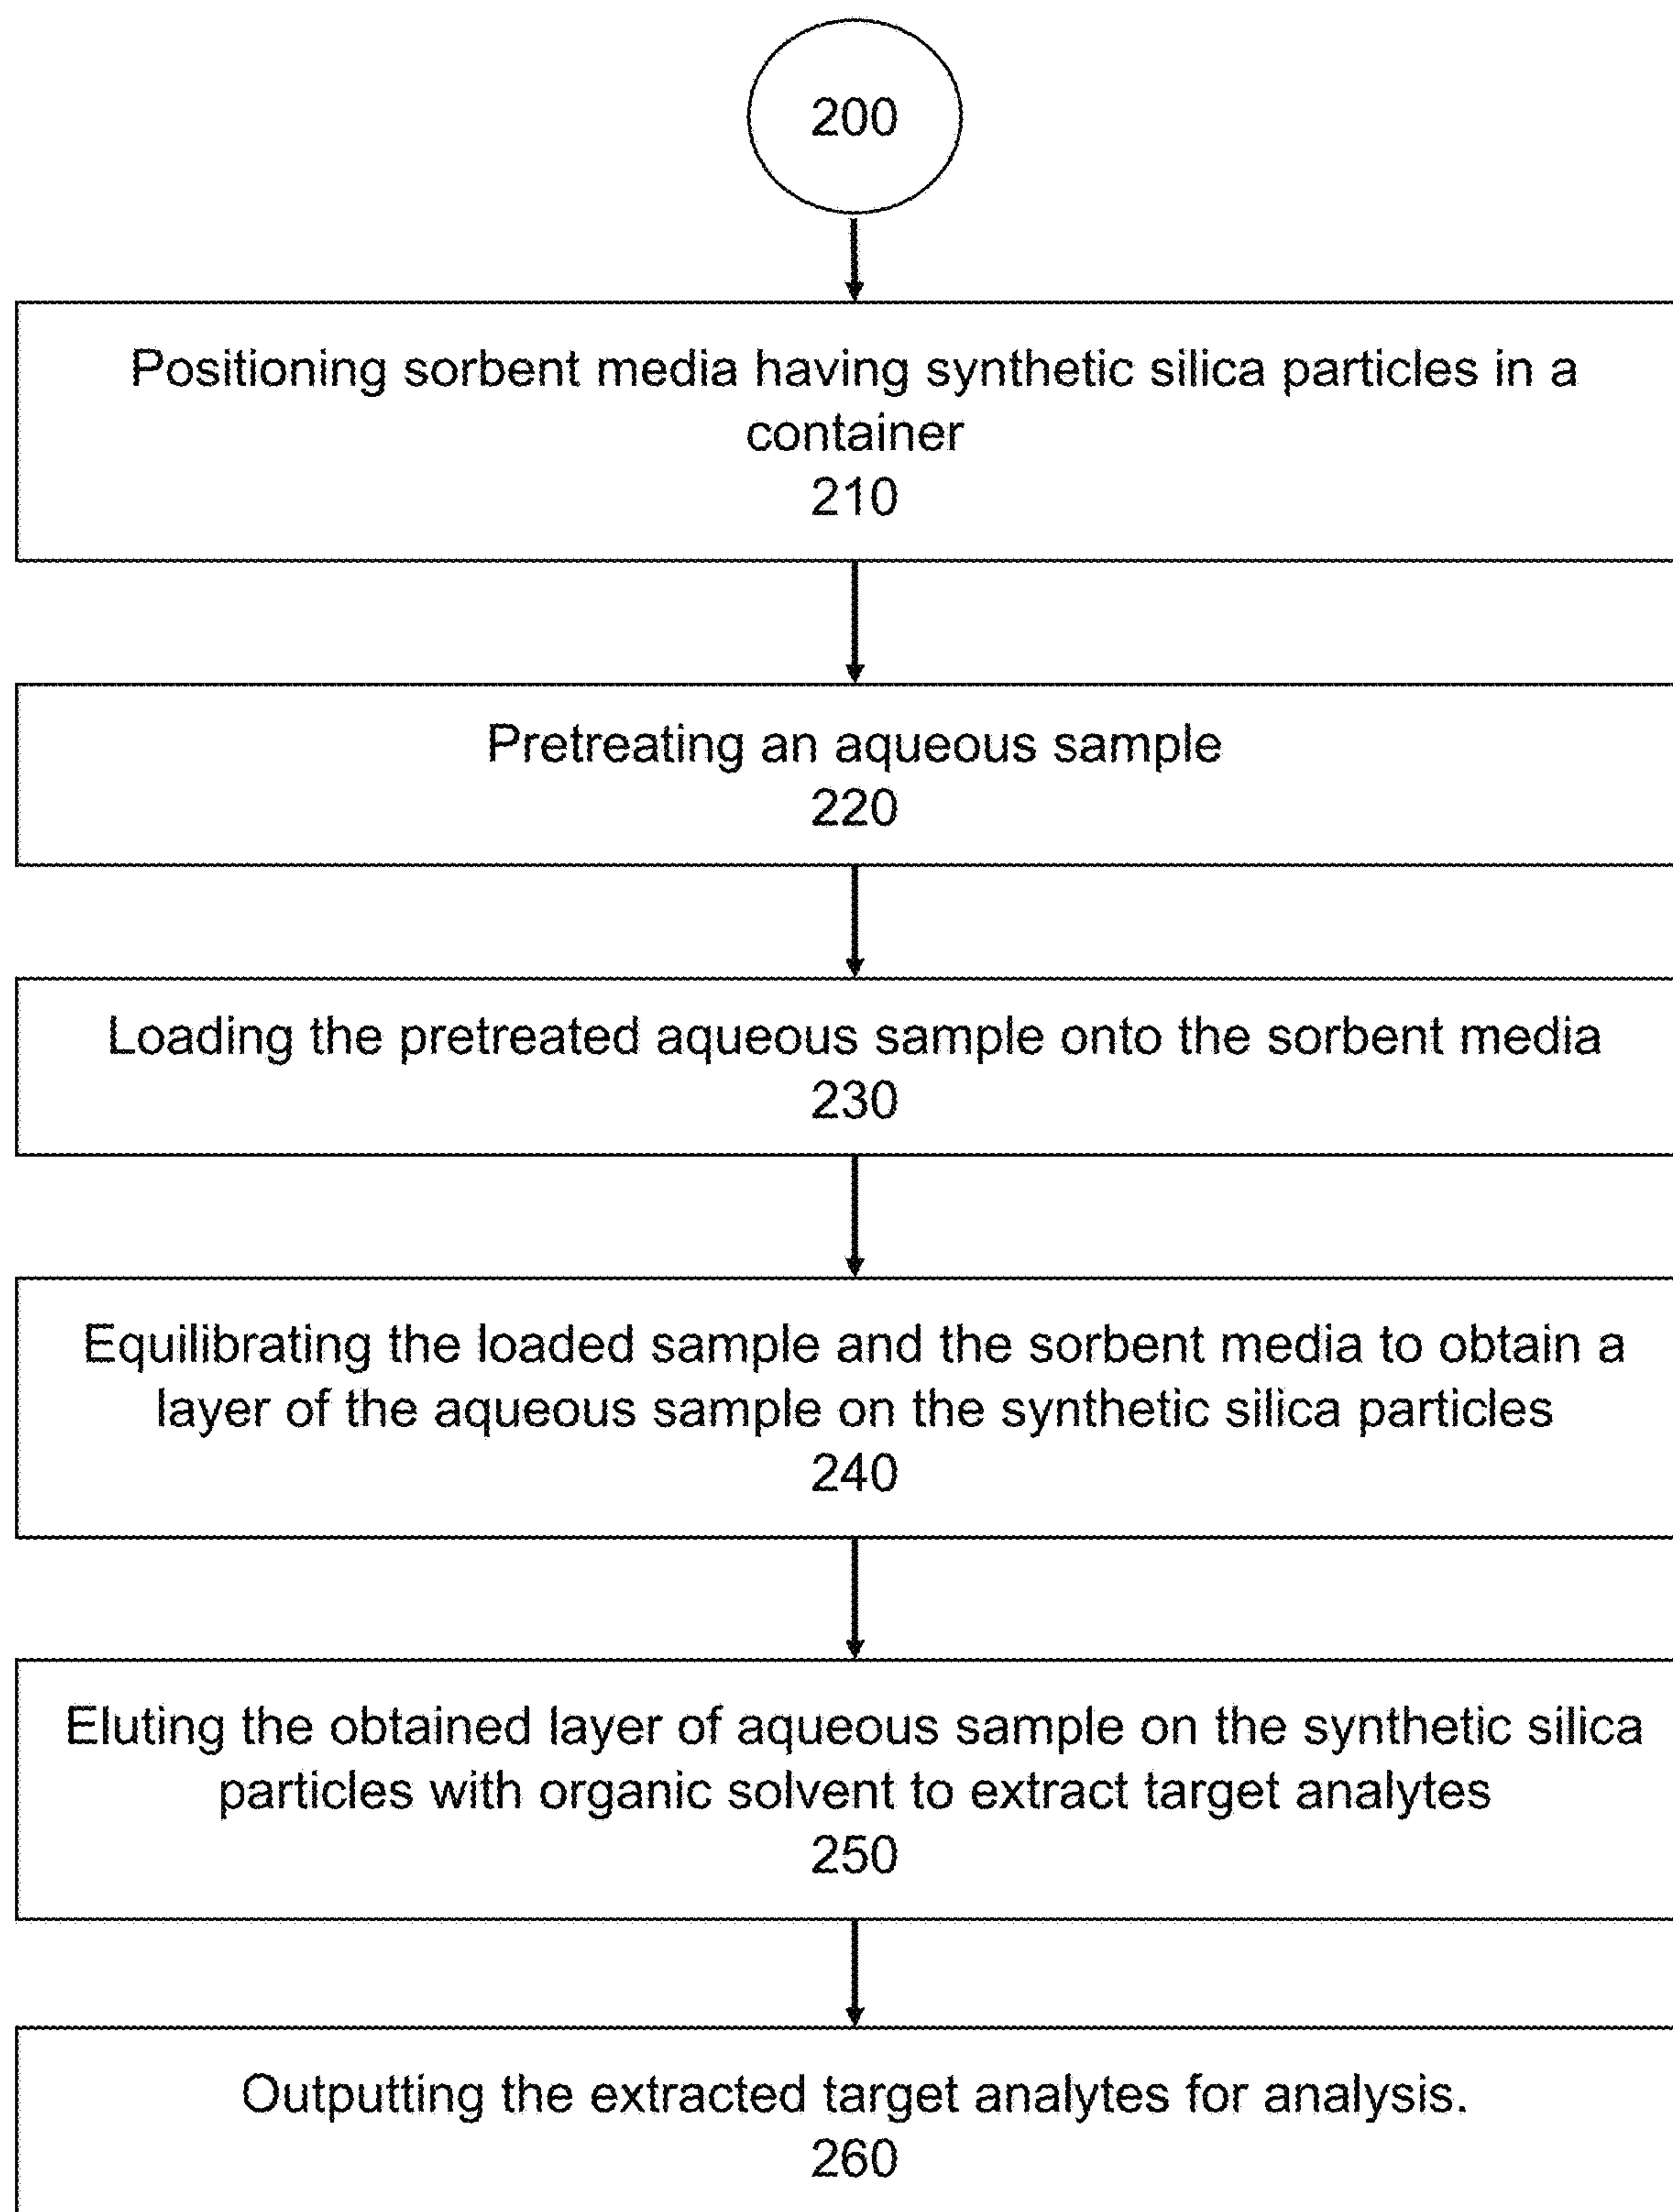 200
Positioning sorbent media having synthetic silica particles in a
container
210
Pretreating an aqueous sample
220
Loading the pretreated aqueous sample onto the sorbent media
230
Equilibrating the loaded sample and the sorbent media to obtain a
layer of the aqueous sample on the synthetic silica particles
240
Eluting the obtained layer of aqueous sample on the synthetic silica
particles with organic solvent to extract target analytes
250
Outputting the extracted target analytes for analysis.
260